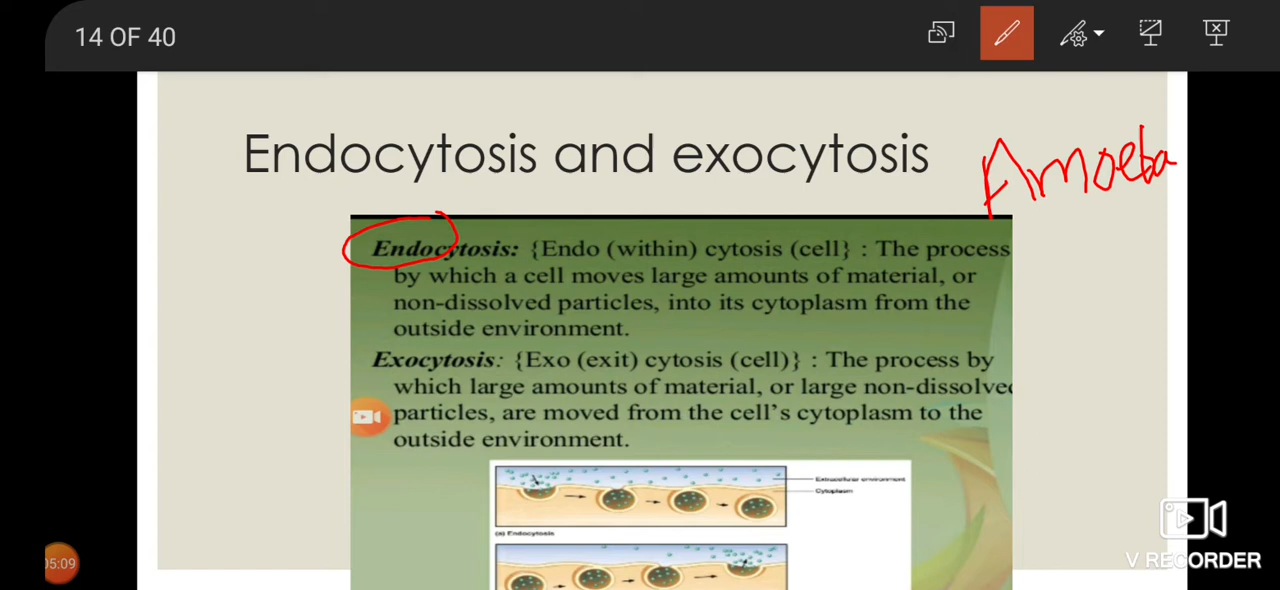 14 OF 40
Endocytosis and exocytosis
Amoeba
Endocytosis: {Endo (within) cytosis (cell} : The process
by which a cell moves large amounts of material, or
non-dissolved particles, into its cytoplasm from the
outside environment.
Exocytosis: {Exo (exit) cytosis (cell)} : The process by
which large amounts of material, or large non-dissolved
particles, are moved from the cell's cytoplasm to the
outside environment.
Extracellular environment
Cytoplasm
(a) Endocytosis
05:09
V RECORDER